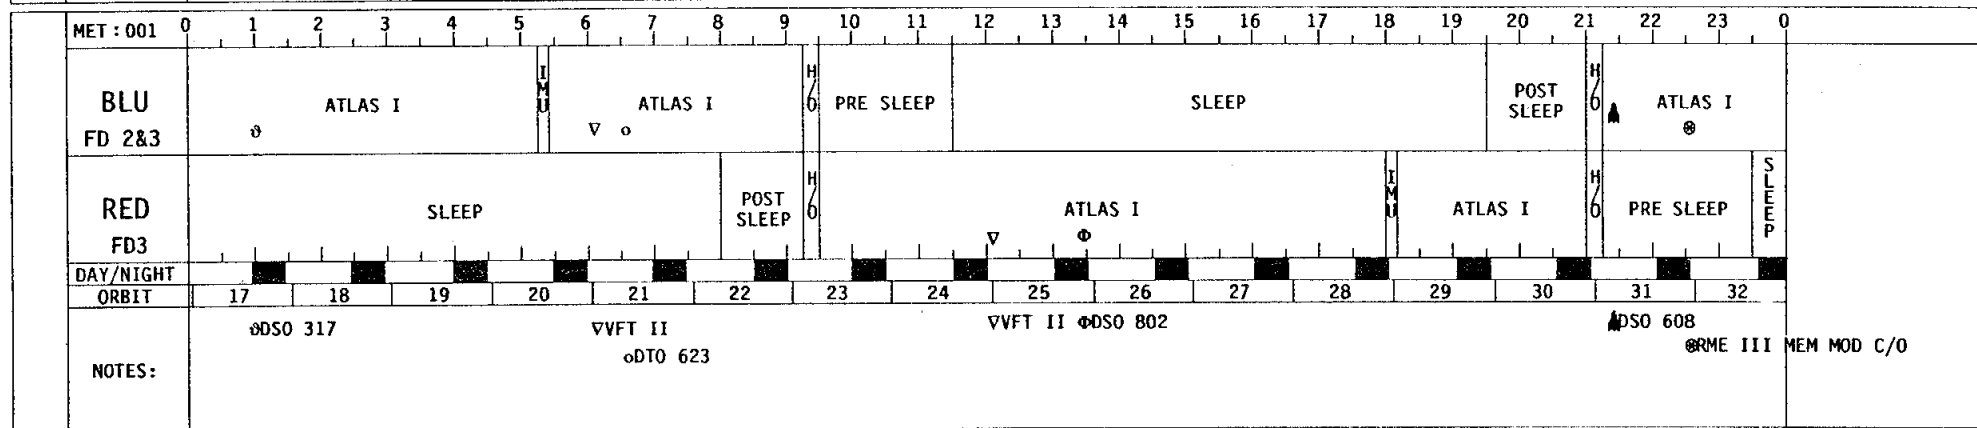 MET:001 0 1 2 3 4 5 6 7 8 9 10 11 12 13 14 15 16 17 18 19 20 21 22 23 0
BLU
FD 2&3
ATLAS I
IMU
ATLAS I
H/O
PRE SLEEP
SLEEP
POST
SLEEP
H/O
ATLAS I
RED
FD3
SLEEP
POST
SLEEP
H/O
ATLAS I
IMU
ATLAS I
H/O
PRE SLEEP
SLEEP
DAY/NIGHT
ORBIT 17 18 19 20 21 22 23 24 25 26 27 28 29 30 31 32
NOTES:
ϑDSO 317
∇VFT II
oDTO 623
∇VFT II ΦDSO 802
DSO 608
⊗RME III MEM MOD C/O